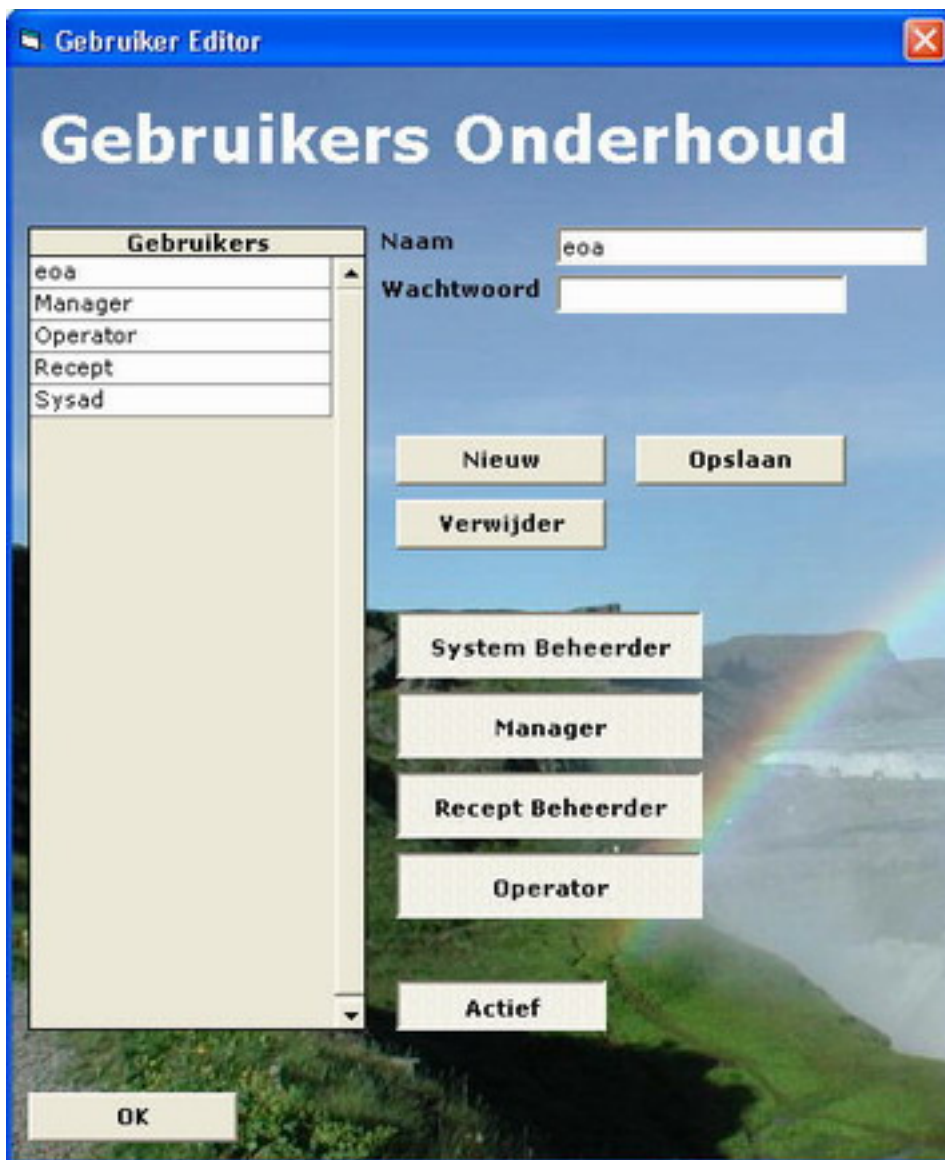 Gebruiker Editor
Gebruikers Onderhoud
Gebruikers
eoa
Manager
Operator
Recept
Sysad
Naam
eoa
Wachtwoord
Nieuw
Opslaan
Verwijder
System Beheerder
Manager
Recept Beheerder
Operator
Actief
OK